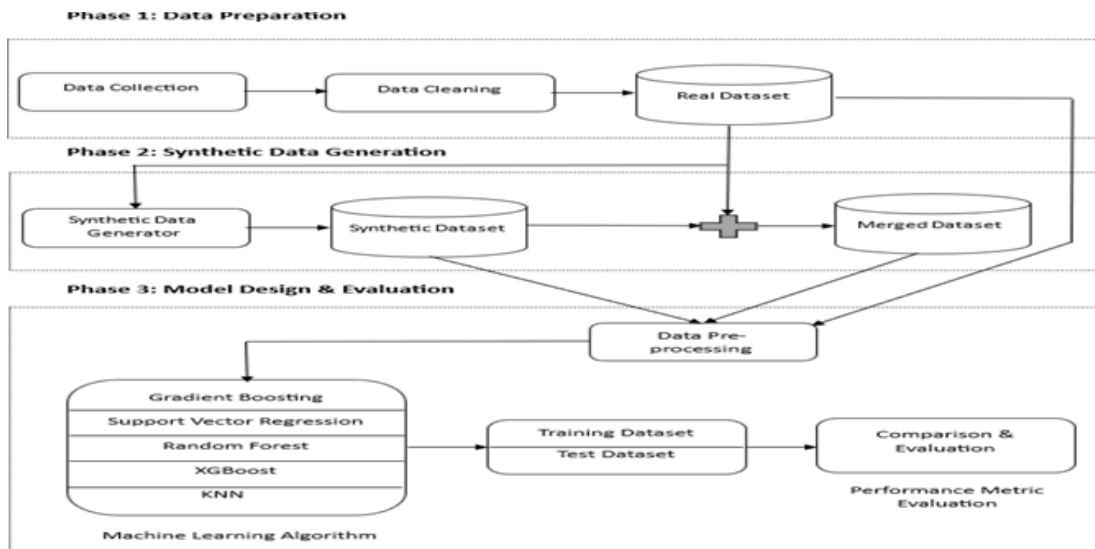 Phase 1: Data Preparation
Data Collection
Data Cleaning
Real Dataset
Phase 2: Synthetic Data Generation
Synthetic Data
Generator
Synthetic Dataset
Merged Dataset
Phase 3: Model Design & Evaluation
Data Pre-
processing
Gradient Boosting
Support Vector Regression
Random Forest
XGBoost
KNN
Machine Learning Algorithm
Training Dataset
Test Dataset
Comparison &
Evaluation
Performance Metric
Evaluation